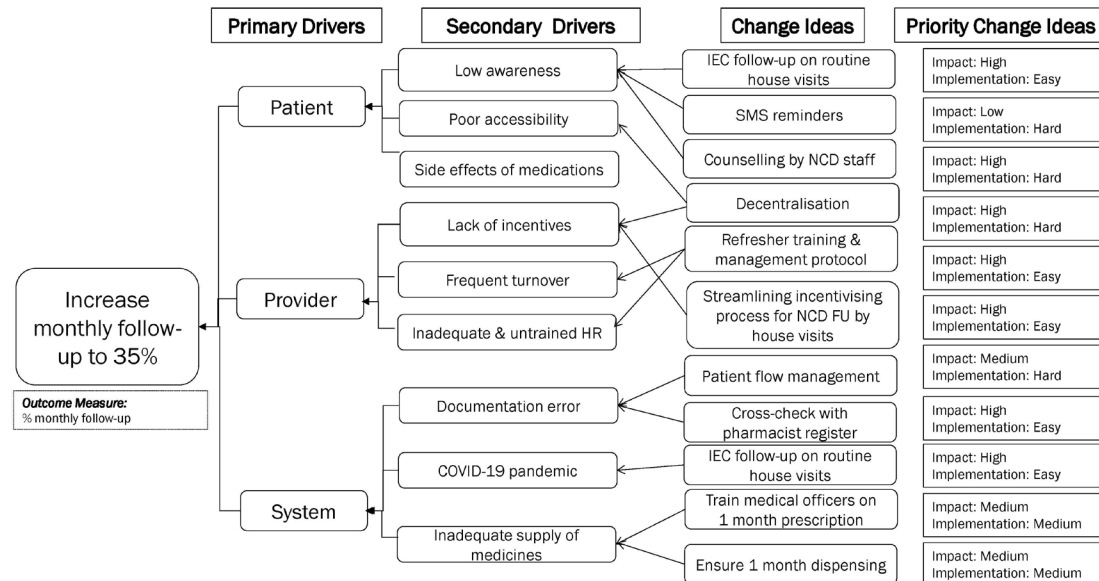 Primary Drivers
Secondary Drivers
Change Ideas
Priority Change Ideas
Increase
monthly follow-
up to 35%
Outcome Measure:
% monthly follow-up
Patient
Provider
System
Low awareness
Poor accessibility
Side effects of medications
Lack of incentives
Frequent turnover
Inadequate & untrained HR
Documentation error
COVID-19 pandemic
Inadequate supply of
medicines
IEC follow-up on routine
house visits
SMS reminders
Counselling by NCD staff
Decentralisation
Refresher training &
management protocol
Streamlining incentivising
process for NCD FU by
house visits
Patient flow management
Cross-check with
pharmacist register
IEC follow-up on routine
house visits
Train medical officers on
1 month prescription
Ensure 1 month dispensing
Impact: High
Implementation: Easy
Impact: Low
Implementation: Hard
Impact: High
Implementation: Hard
Impact: High
Implementation: Hard
Impact: High
Implementation: Easy
Impact: High
Implementation: Easy
Impact: Medium
Implementation: Hard
Impact: High
Implementation: Easy
Impact: High
Implementation: Easy
Impact: Medium
Implementation: Medium
Impact: Medium
Implementation: Medium